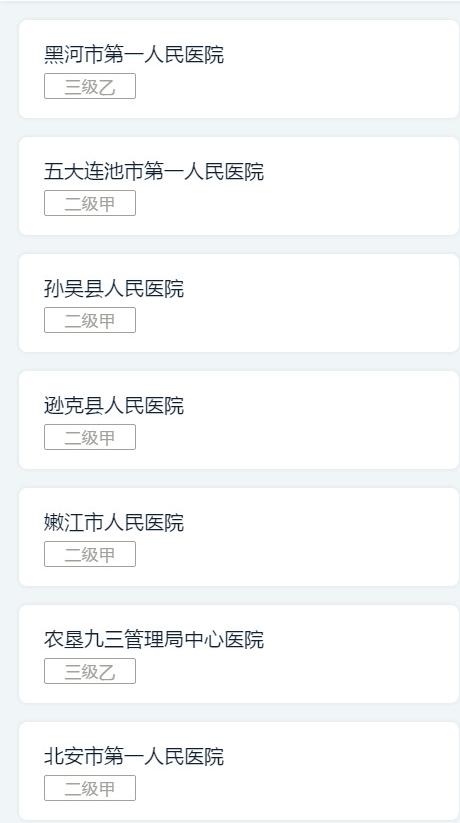 黑河市第一人民医院
三级乙
五大连池市第一人民医院
二级甲
孙吴县人民医院
二级甲
逊克县人民医院
二级甲
嫩江市人民医院
二级甲
农垦九三管理局中心医院
三级乙
北安市第一人民医院
二级甲